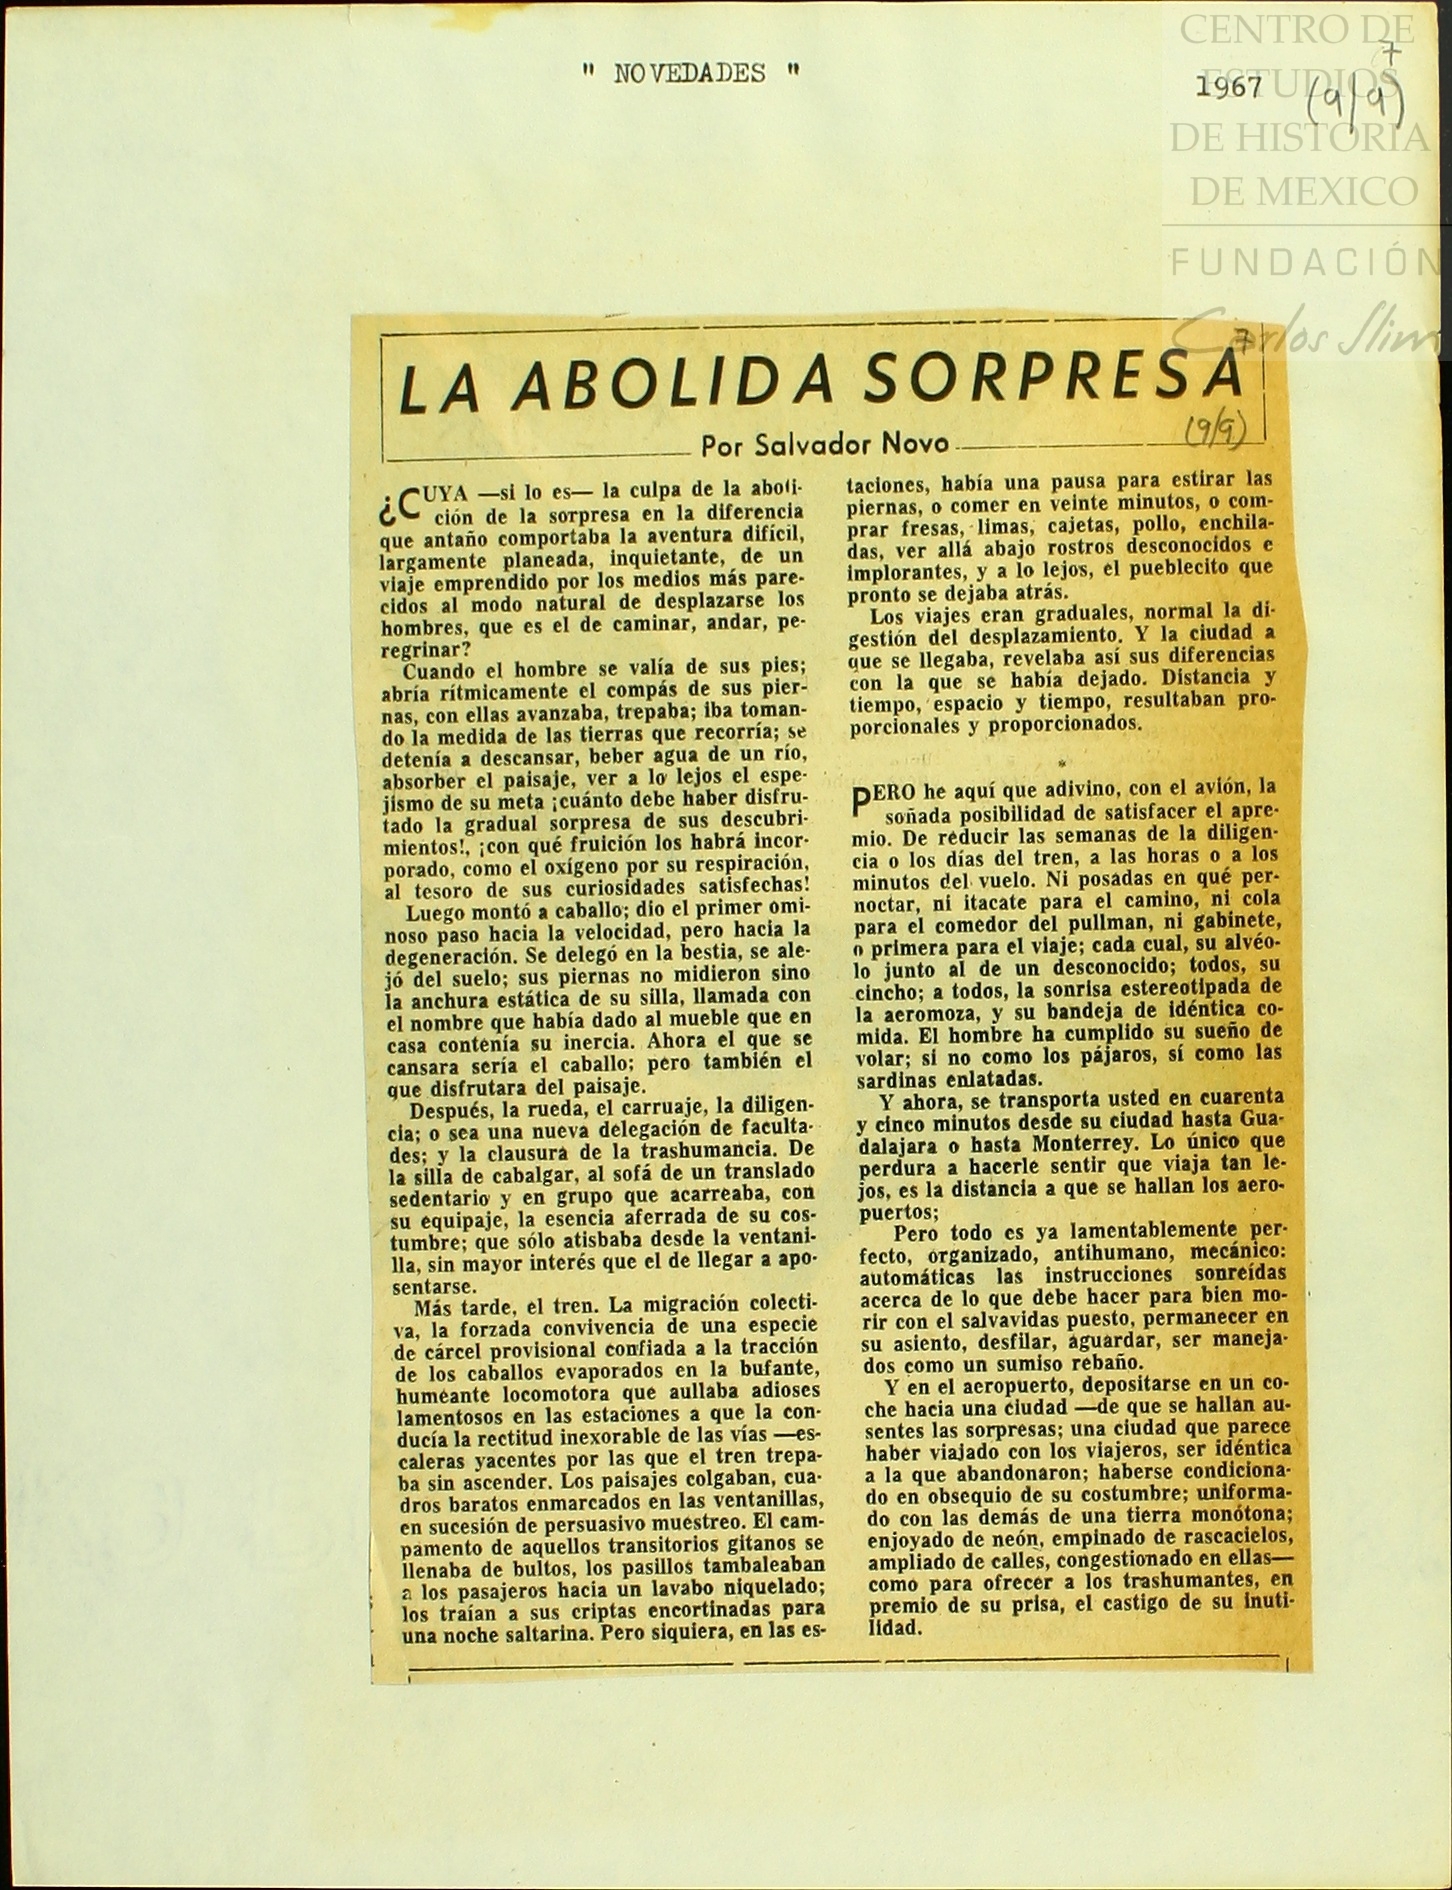 " NOVEDADES "
1967
7
(9/9)
CENTRO DE
ESTUDIOS
DE HISTORIA
DE MEXICO
FUNDACIÓN
Carlos Slim
LA ABOLIDA SORPRESA
7
(9/9)
Por Salvador Novo
¿CUYA —si lo es— la culpa de la aboli-
ción de la sorpresa en la diferencia
que antaño comportaba la aventura difícil,
largamente planeada, inquietante, de un
viaje emprendido por los medios más pare-
cidos al modo natural de desplazarse los
hombres, que es el de caminar, andar, pe-
regrinar?
Cuando el hombre se valía de sus pies;
abría rítmicamente el compás de sus pier-
nas, con ellas avanzaba, trepaba; iba toman-
do la medida de las tierras que recorría; se
detenía a descansar, beber agua de un río,
absorber el paisaje, ver a lo lejos el espe-
jismo de su meta ¡cuánto debe haber disfru-
tado la gradual sorpresa de sus descubri-
mientos!, ¡con qué fruición los habrá incor-
porado, como el oxígeno por su respiración,
al tesoro de sus curiosidades satisfechas!
Luego montó a caballo; dio el primer omi-
noso paso hacia la velocidad, pero hacia la
degeneración. Se delegó en la bestia, se ale-
jó del suelo; sus piernas no midieron sino
la anchura estática de su silla, llamada con
el nombre que había dado al mueble que en
casa contenía su inercia. Ahora el que se
cansara sería el caballo; pero también el
que disfrutara del paisaje.
Después, la rueda, el carruaje, la diligen-
cia; o sea una nueva delegación de faculta-
des; y la clausura de la trashumancia. De
la silla de cabalgar, al sofá de un translado
sedentario y en grupo que acarreaba, con
su equipaje, la esencia aferrada de su cos-
tumbre; que sólo atisbaba desde la ventani-
lla, sin mayor interés que el de llegar a apo-
sentarse.
Más tarde, el tren. La migración colecti-
va, la forzada convivencia de una especie
de cárcel provisional confiada a la tracción
de los caballos evaporados en la bufante,
humeante locomotora que aullaba adioses
lamentosos en las estaciones a que la con-
ducía la rectitud inexorable de las vías —es-
caleras yacentes por las que el tren trepa-
ba sin ascender. Los paisajes colgaban, cua-
dros baratos enmarcados en las ventanillas,
en sucesión de persuasivo muestreo. El cam-
pamento de aquellos transitorios gitanos se
llenaba de bultos, los pasillos tambaleaban
a los pasajeros hacia un lavabo niquelado;
los traían a sus criptas encortinadas para
una noche saltarina. Pero siquiera, en las es-
taciones, había una pausa para estirar las
piernas, o comer en veinte minutos, o com-
prar fresas, limas, cajetas, pollo, enchila-
das, ver allá abajo rostros desconocidos e
implorantes, y a lo lejos, el pueblecito que
pronto se dejaba atrás.
Los viajes eran graduales, normal la di-
gestión del desplazamiento. Y la ciudad a
que se llegaba, revelaba así sus diferencias
con la que se había dejado. Distancia y
tiempo, espacio y tiempo, resultaban pro-
porcionales y proporcionados.
*
PERO he aquí que adivino, con el avión, la
soñada posibilidad de satisfacer el apre-
mio. De reducir las semanas de la diligen-
cia o los días del tren, a las horas o a los
minutos del vuelo. Ni posadas en qué per-
noctar, ni itacate para el camino, ni cola
para el comedor del pullman, ni gabinete,
o primera para el viaje; cada cual, su alvéo-
lo junto al de un desconocido; todos, su
cincho; a todos, la sonrisa estereotipada de
la aeromoza, y su bandeja de idéntica co-
mida. El hombre ha cumplido su sueño de
volar; si no como los pájaros, sí como las
sardinas enlatadas.
Y ahora, se transporta usted en cuarenta
y cinco minutos desde su ciudad hasta Gua-
dalajara o hasta Monterrey. Lo único que
perdura a hacerle sentir que viaja tan le-
jos, es la distancia a que se hallan los aero-
puertos;
Pero todo es ya lamentablemente per-
fecto, organizado, antihumano, mecánico:
automáticas las instrucciones sonreídas
acerca de lo que debe hacer para bien mo-
rir con el salvavidas puesto, permanecer en
su asiento, desfilar, aguardar, ser maneja-
dos como un sumiso rebaño.
Y en el aeropuerto, depositarse en un co-
che hacia una ciudad —de que se hallan au-
sentes las sorpresas; una ciudad que parece
haber viajado con los viajeros, ser idéntica
a la que abandonaron; haberse condiciona-
do en obsequio de su costumbre; uniforma-
do con las demás de una tierra monótona;
enjoyado de neón, empinado de rascacielos,
ampliado de calles, congestionado en ellas—
como para ofrecer a los trashumantes, en
premio de su prisa, el castigo de su inuti-
lidad.